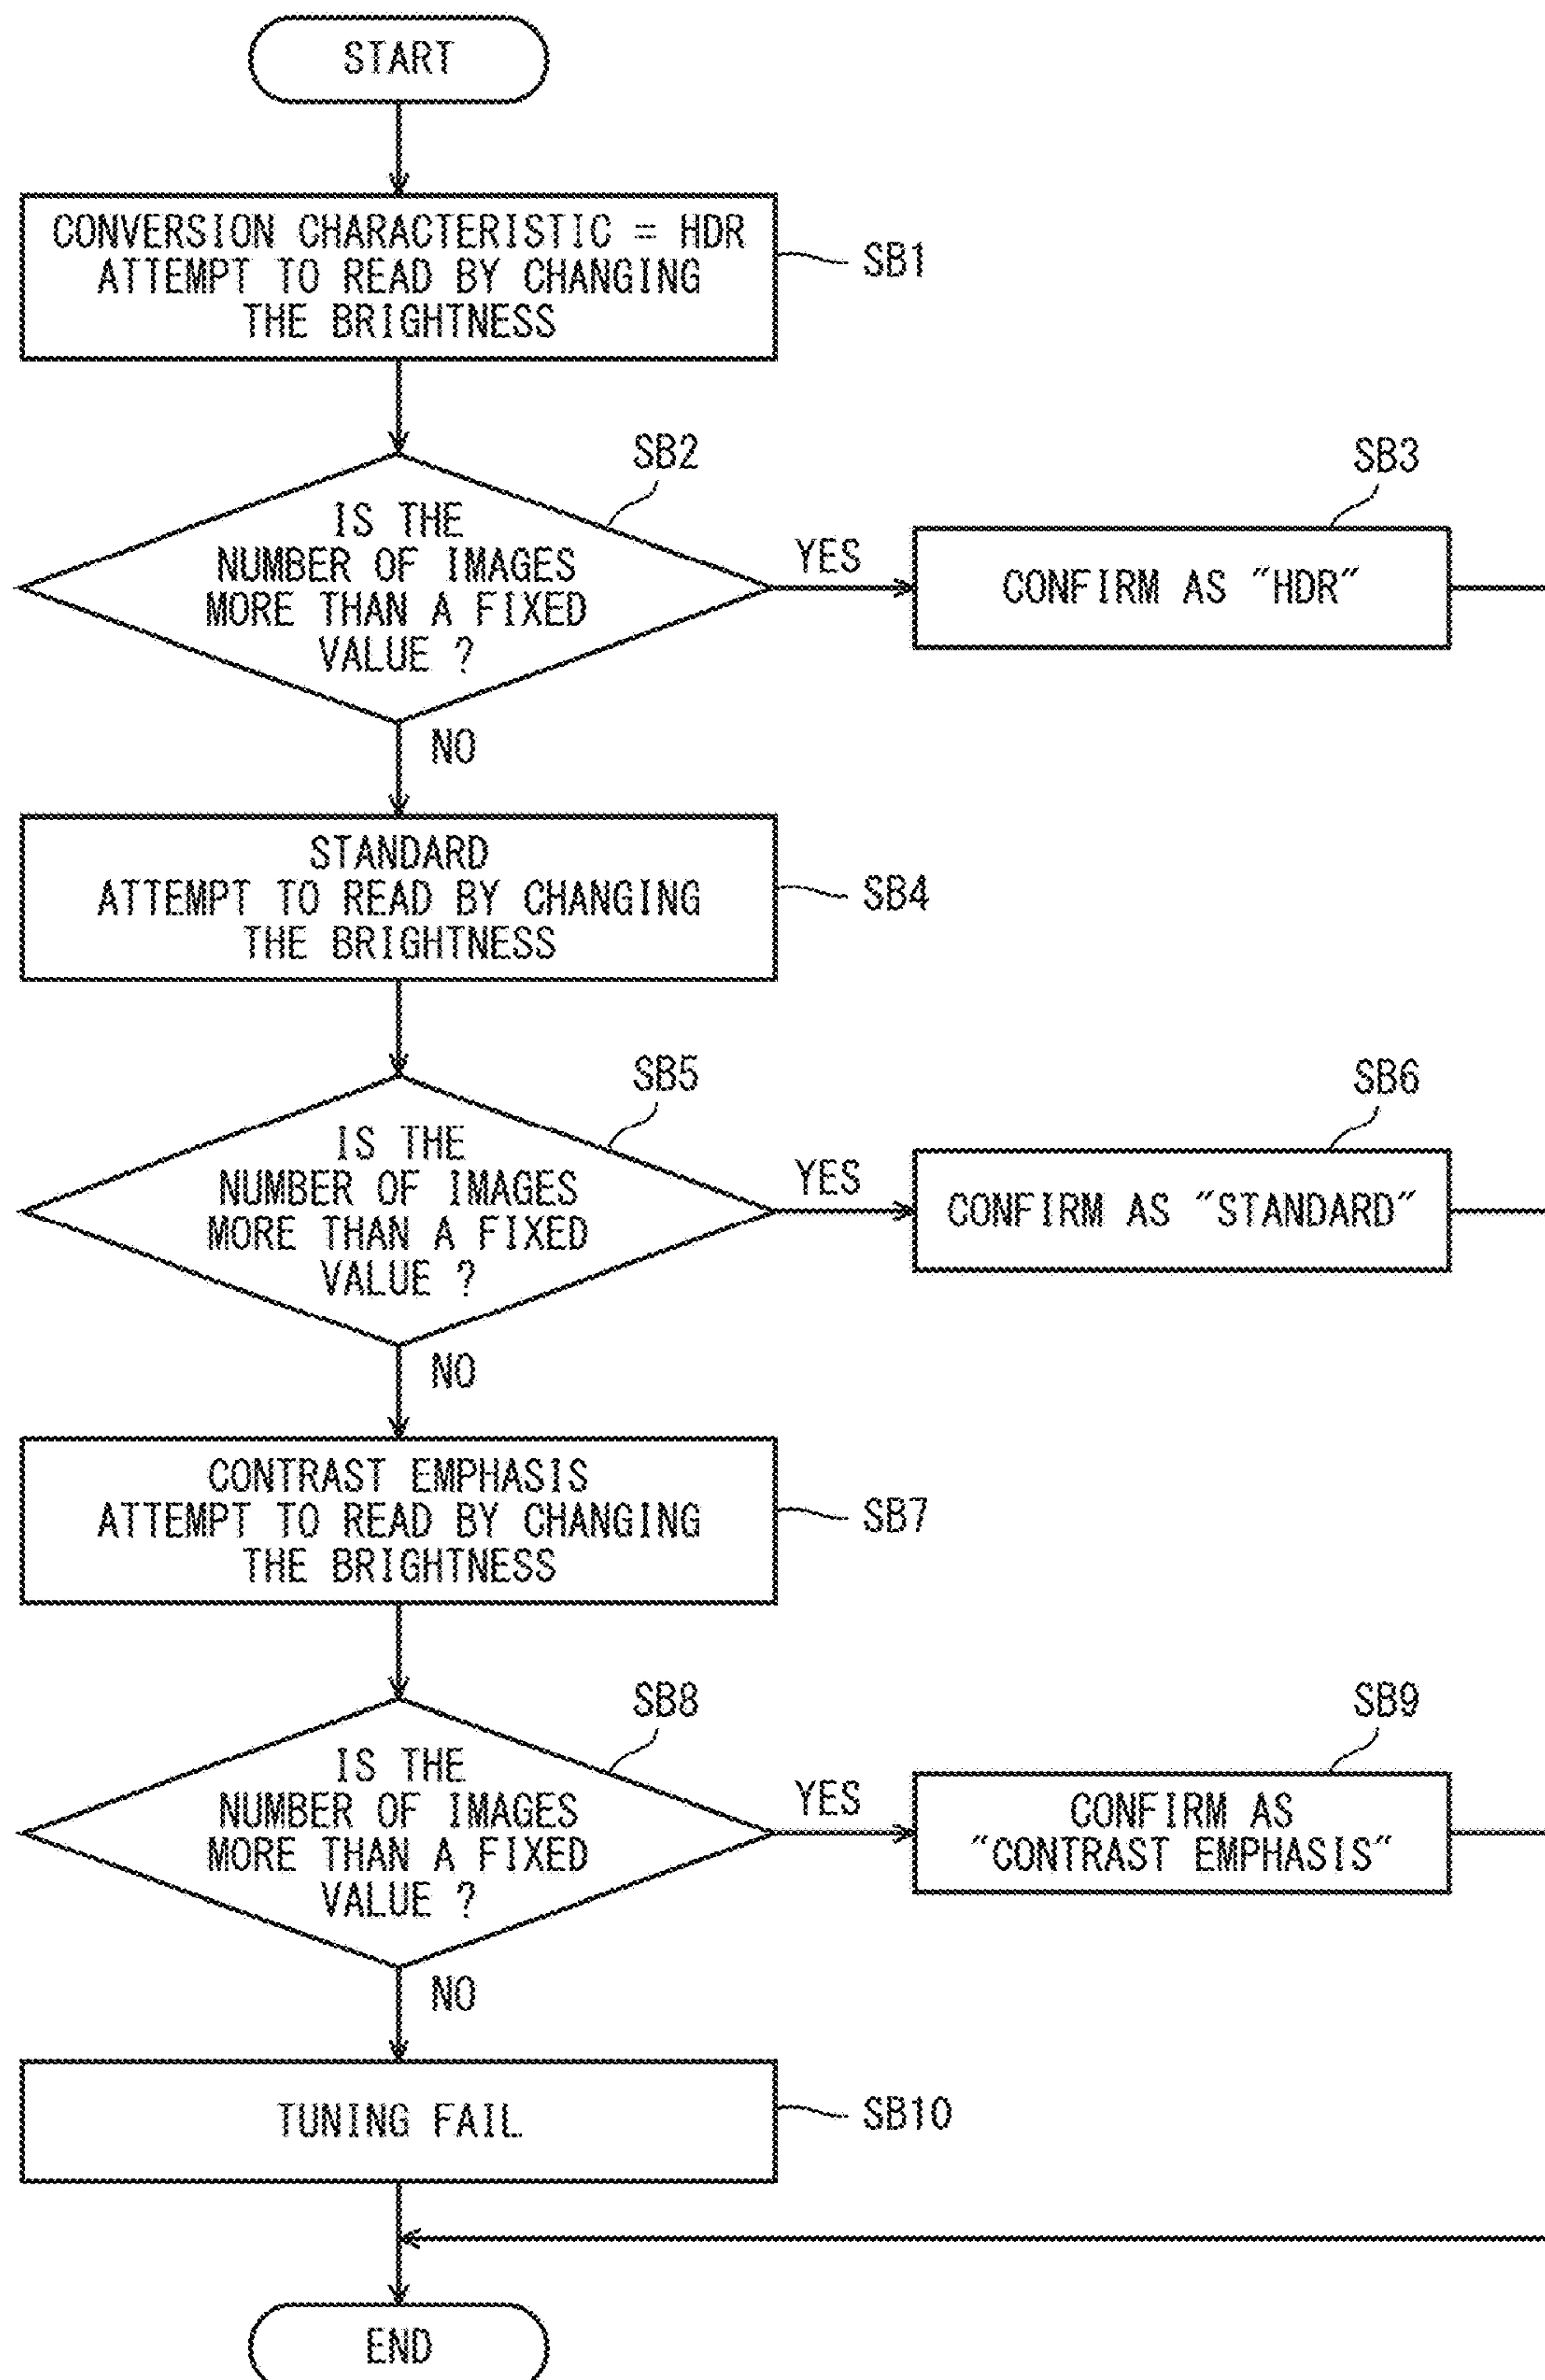 START
CONVERSION CHARACTERISTIC = HDR
ATTEMPT TO READ BY CHANGING
THE BRIGHTNESS
SB1
SB2
IS THE
NUMBER OF IMAGES
MORE THAN A FIXED
VALUE ?
YES
SB3
CONFIRM AS "HDR"
NO
STANDARD
ATTEMPT TO READ BY CHANGING
THE BRIGHTNESS
SB4
SB5
IS THE
NUMBER OF IMAGES
MORE THAN A FIXED
VALUE ?
YES
SB6
CONFIRM AS "STANDARD"
NO
CONTRAST EMPHASIS
ATTEMPT TO READ BY CHANGING
THE BRIGHTNESS
SB7
SB8
IS THE
NUMBER OF IMAGES
MORE THAN A FIXED
VALUE ?
YES
SB9
CONFIRM AS
"CONTRAST EMPHASIS"
NO
TUNING FAIL
SB10
END